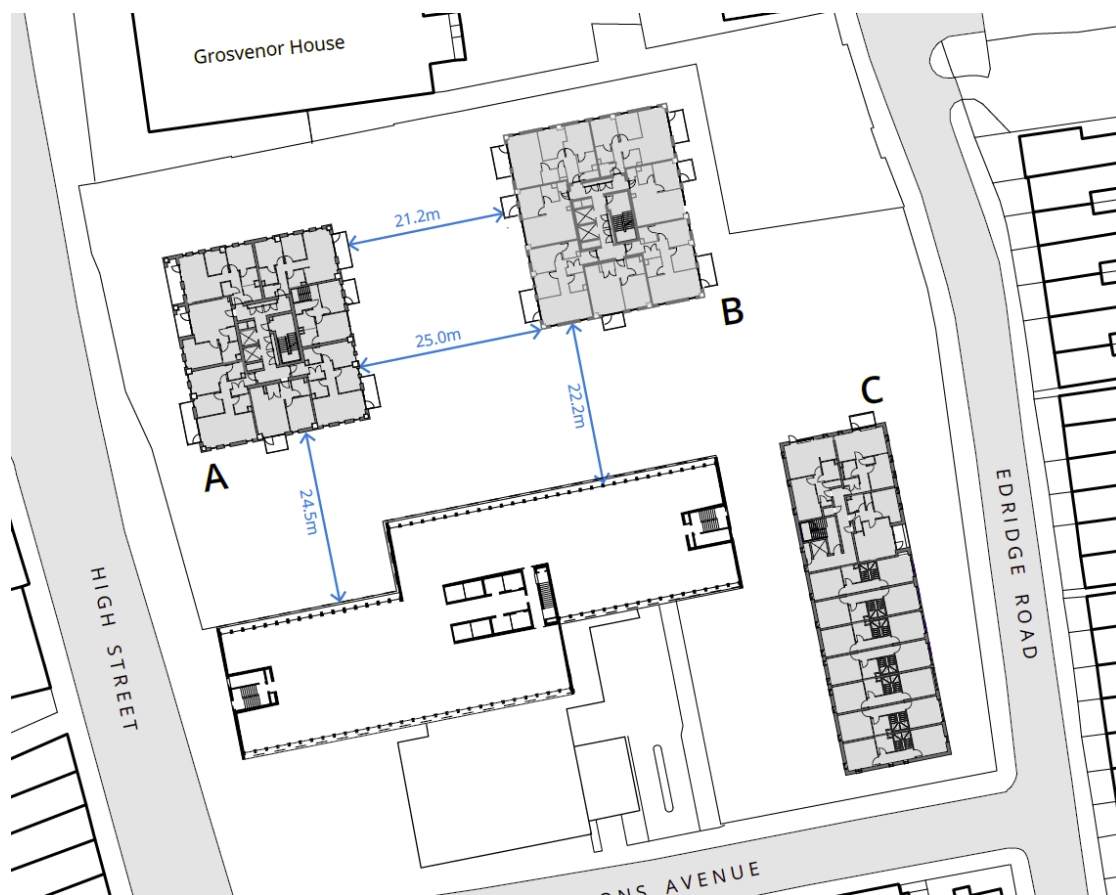 Grosvenor House
21.2m
B
25.0m
22.2m
C
A
24.5m
EDRIDGE ROAD
HIGH STREET
ONS AVENUE